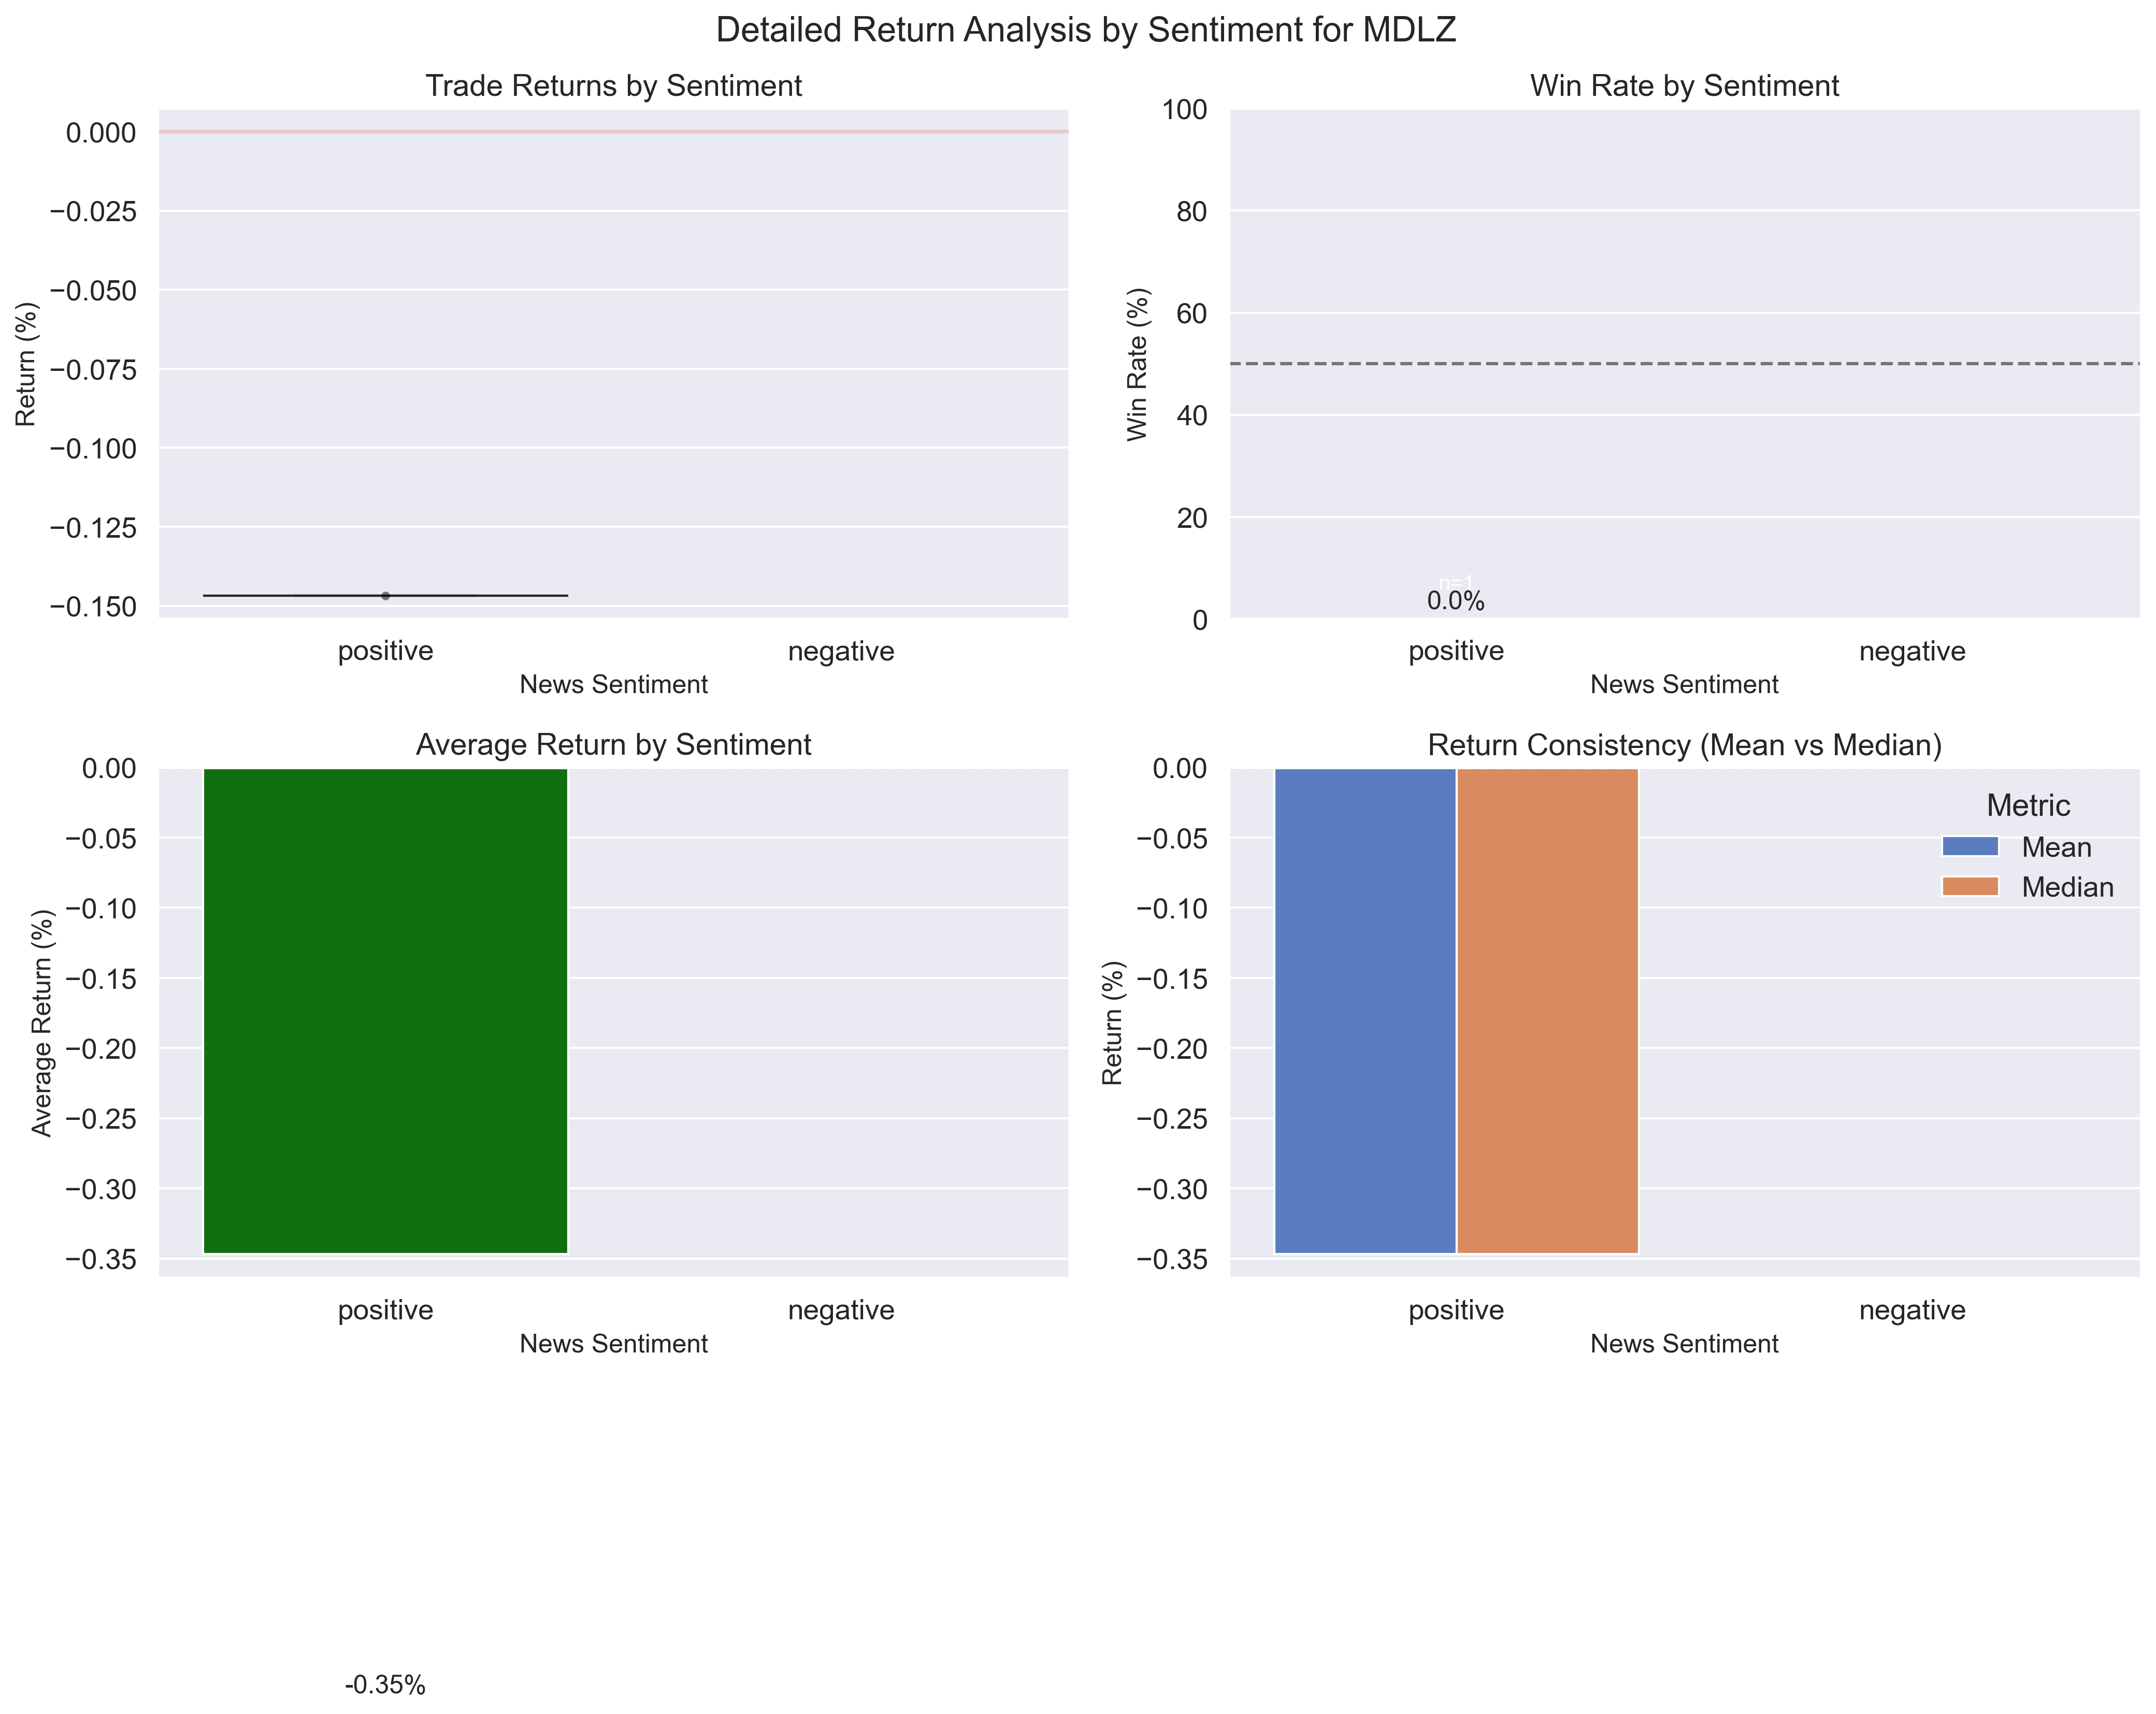 Detailed Return Analysis by Sentiment for MDLZ
Trade Returns by Sentiment
0.000
−0.025
−0.050
−0.075
−0.100
−0.125
−0.150
Return (%)
positive
negative
News Sentiment
Win Rate by Sentiment
100
80
60
40
20
0
Win Rate (%)
n=1
0.0%
positive
negative
News Sentiment
Average Return by Sentiment
0.00
−0.05
−0.10
−0.15
−0.20
−0.25
−0.30
−0.35
Average Return (%)
positive
negative
News Sentiment
-0.35%
Return Consistency (Mean vs Median)
0.00
−0.05
−0.10
−0.15
−0.20
−0.25
−0.30
−0.35
Return (%)
Metric
Mean
Median
positive
negative
News Sentiment